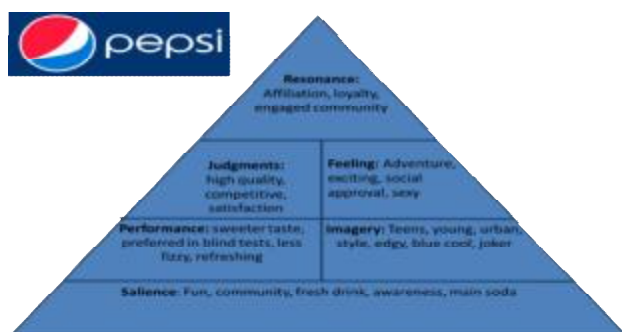 pepsi
Resonance:
Affiliation, loyalty,
engaged community
Judgments:
high quality,
competitive,
satisfaction
Feeling: Adventure,
exciting, social
approval, sexy
Performance: sweeter taste,
preferred in blind tests, less
fizzy, refreshing
Imagery: Teens, young, urban,
style, edgy, blue cool, joker
Salience: Fun, community, fresh drink, awareness, main soda